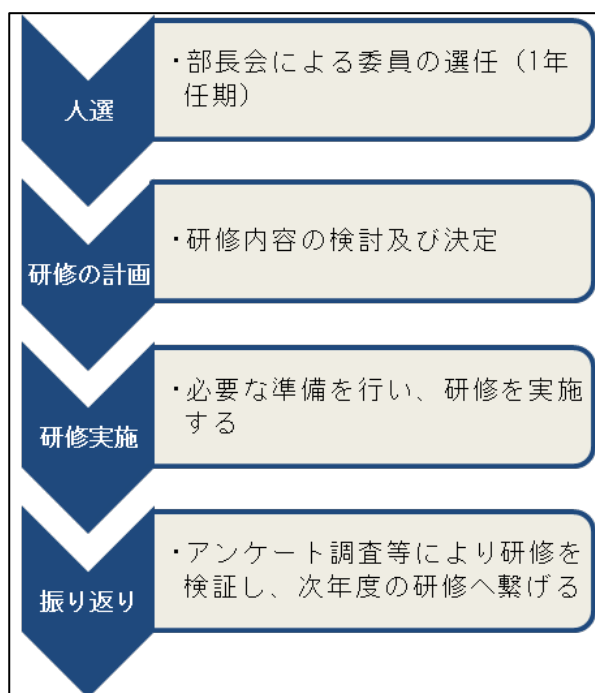 人選
・部長会による委員の選任（1年
任期）
研修の計画
・研修内容の検討及び決定
研修実施
・必要な準備を行い、研修を実施
する
振り返り
・アンケート調査等により研修を
検証し、次年度の研修へ繋げる